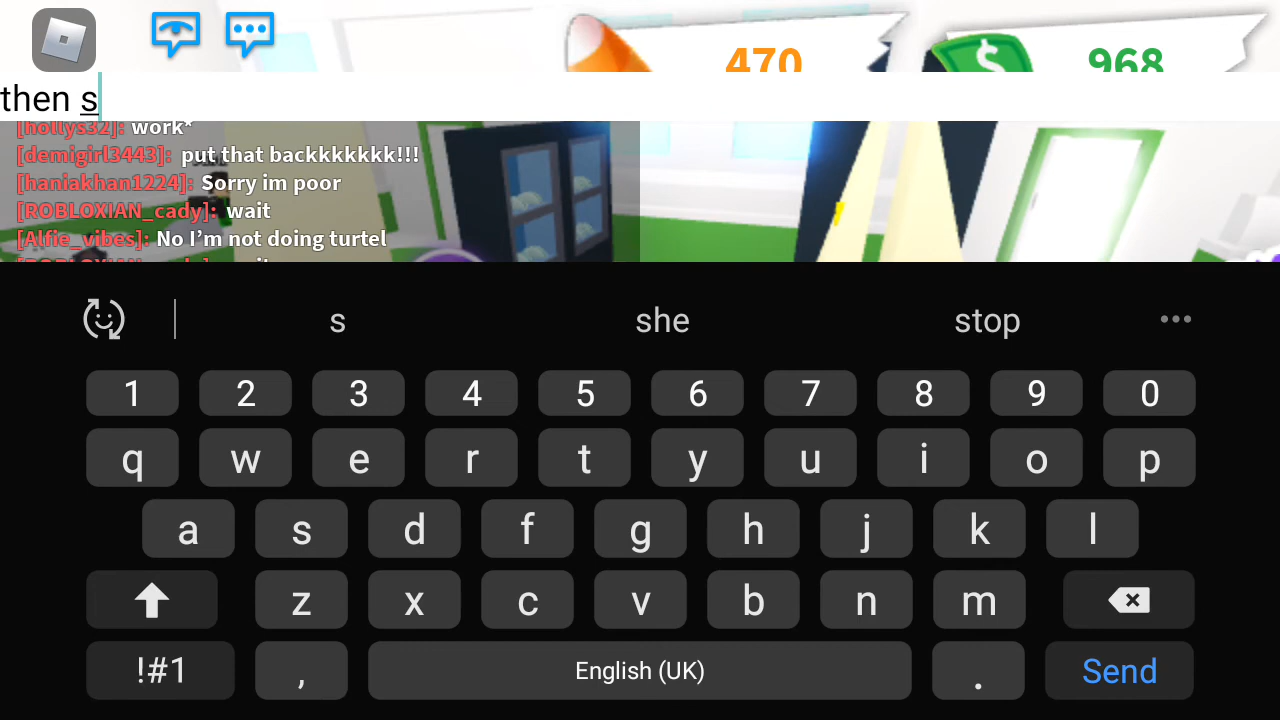 470
968
then s
[hollys32]: work*
[demigirl3443]: put that backkkkkkk!!!
[haniakhan1224]: Sorry im poor
[ROBLOXIAN_cady]: wait
[Alfie_vibes]: No I’m not doing turtel
s she stop
1 2 3 4 5 6 7 8 9 0
q w e r t y u i o p
a s d f g h j k l
z x c v b n m
!#1 , English (UK) . Send